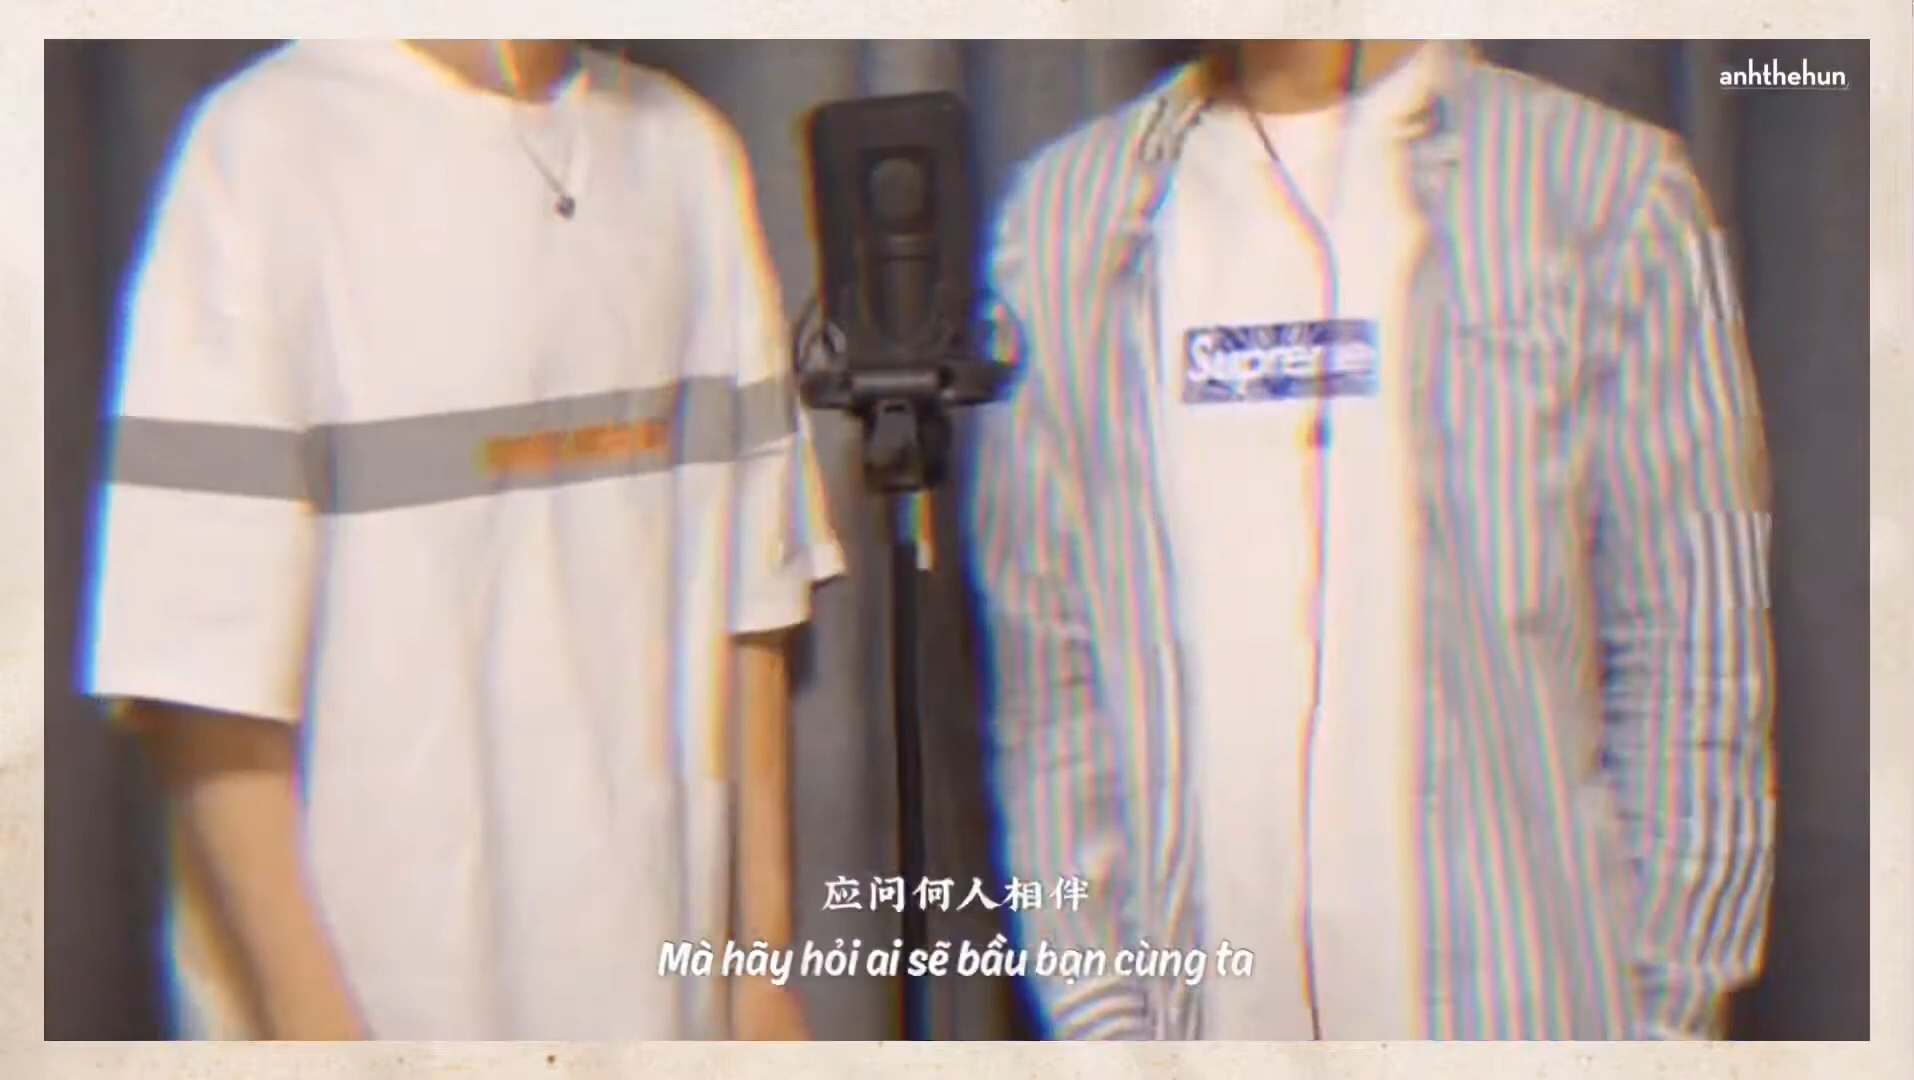 anhthehun
Supreme
应问何人相伴
Mà hãy hỏi ai sẽ bầu bạn cùng ta